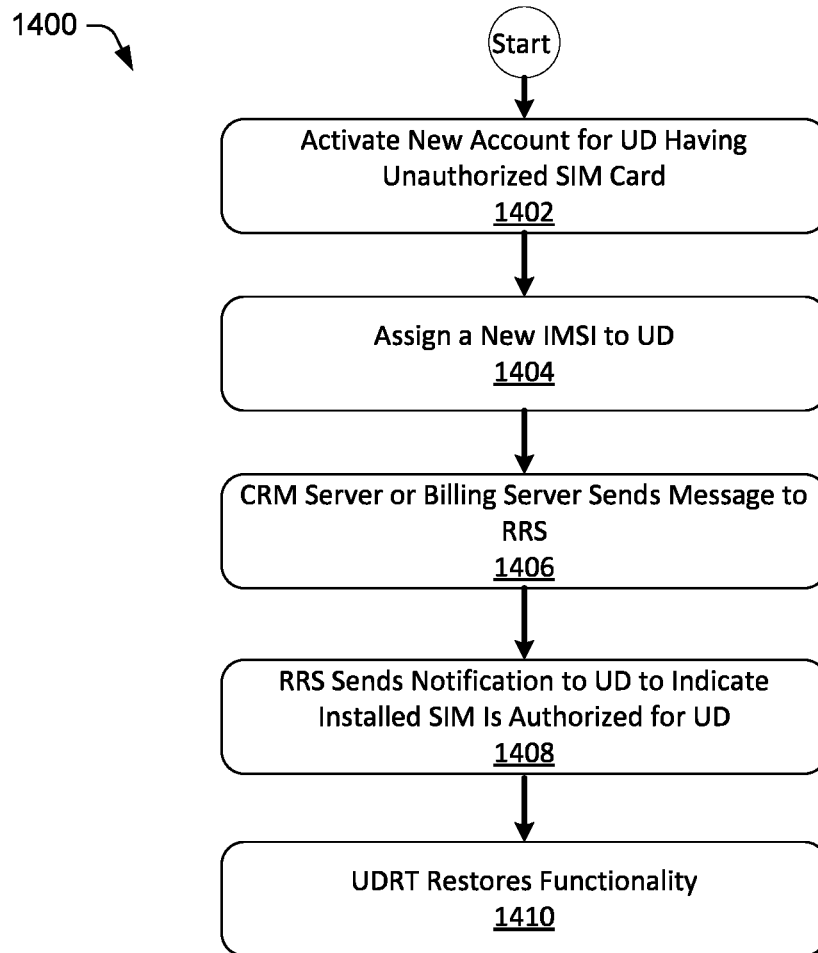 1400
Start
Activate New Account for UD Having
Unauthorized SIM Card
1402
Assign a New IMSI to UD
1404
CRM Server or Billing Server Sends Message to
RRS
1406
RRS Sends Notification to UD to Indicate
Installed SIM Is Authorized for UD
1408
UDRT Restores Functionality
1410